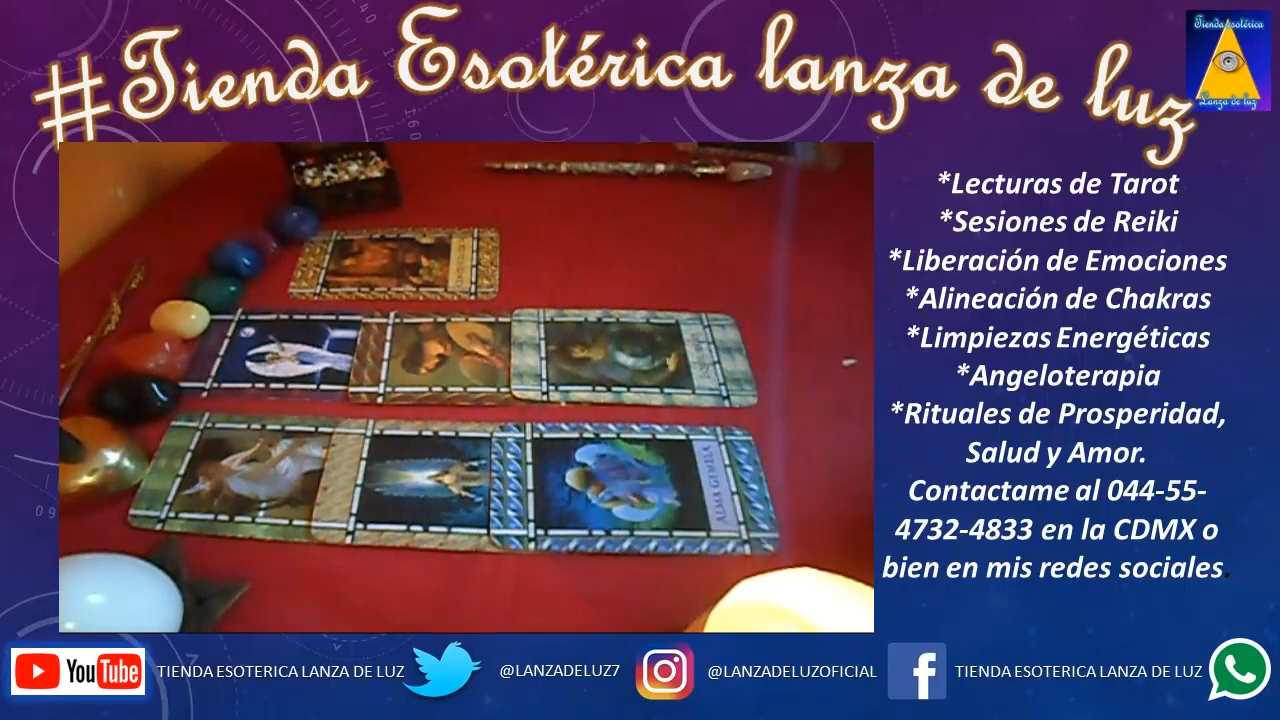 #Tienda Esotérica lanza de luz
Tienda esotérica
Lanza de luz
*Lecturas de Tarot
*Sesiones de Reiki
*Liberación de Emociones
*Alineación de Chakras
*Limpiezas Energéticas
*Angeloterapia
*Rituales de Prosperidad,
Salud y Amor.
Contactame al 044-55-
4732-4833 en la CDMX o
bien en mis redes sociales.
ALMA GEMELA
YouTube
TIENDA ESOTERICA LANZA DE LUZ
@LANZADELUZ7
@LANZADELUZOFICIAL
TIENDA ESOTERICA LANZA DE LUZ
160